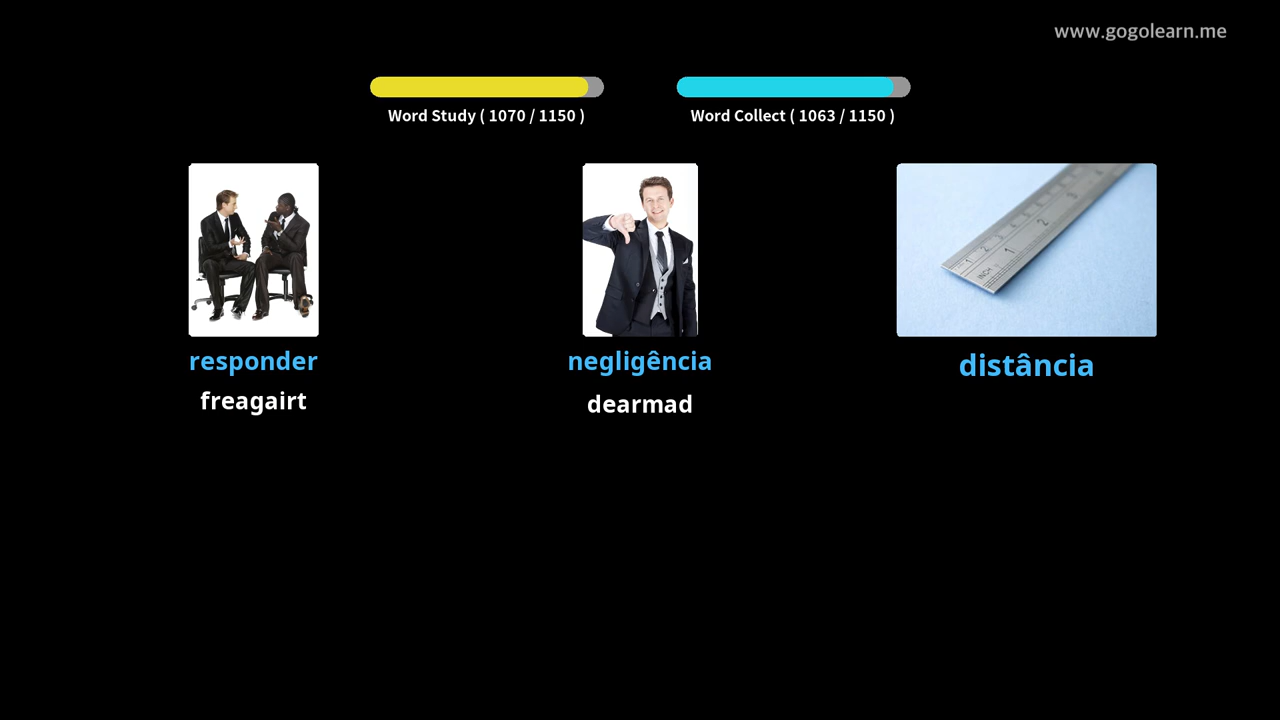 www.gogolearn.me
Word Study ( 1070 / 1150 )
Word Collect ( 1063 / 1150 )
responder
freagairt
negligência
dearmad
distância